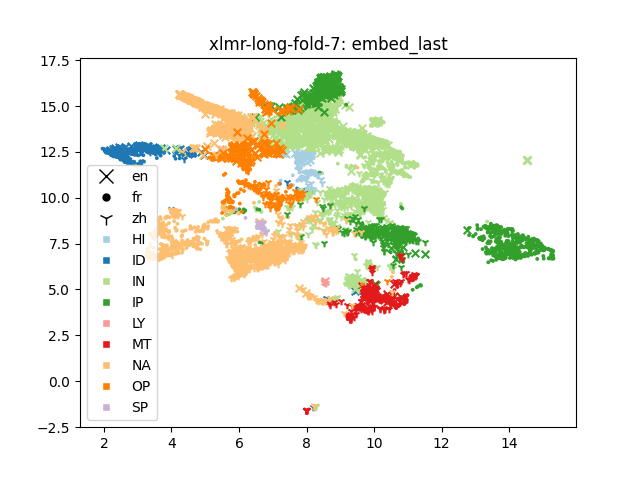 xlmr-long-fold-7: embed_last
17.5
15.0
12.5
10.0
7.5
5.0
2.5
0.0
−2.5
en
fr
zh
HI
ID
IN
IP
LY
MT
NA
OP
SP
2 4 6 8 10 12 14